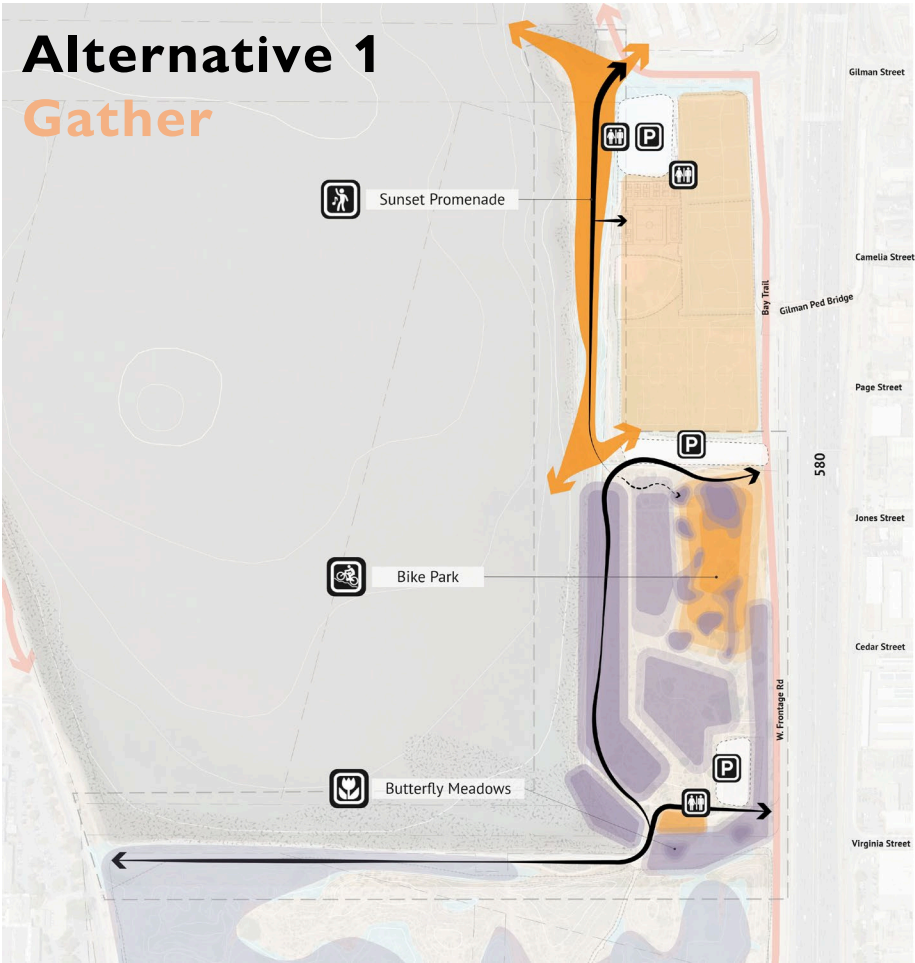 Alternative 1
Gather
Gilman Street
P
Sunset Promenade
Camelia Street
Bay Trail
Gilman Ped Bridge
Page Street
P
580
Jones Street
Bike Park
Cedar Street
W. Frontage Rd
P
Butterfly Meadows
Virginia Street